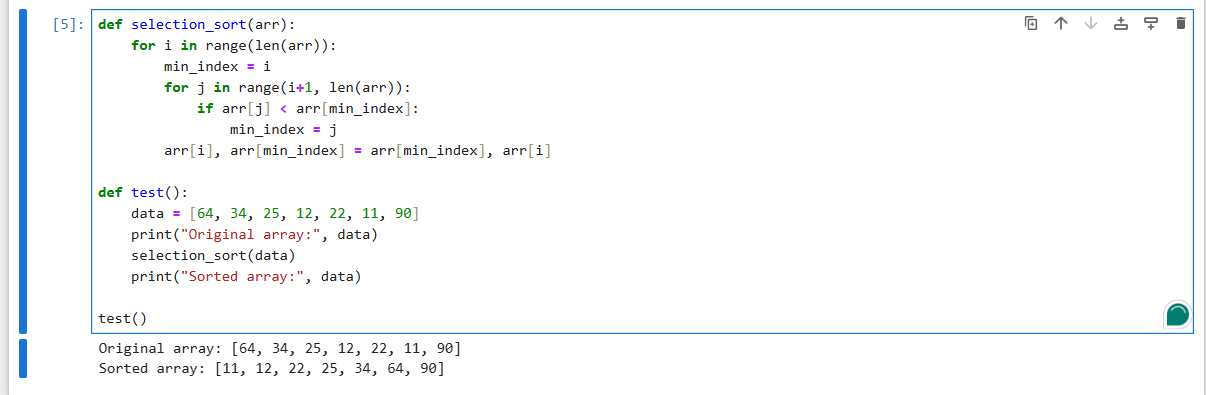 [5]: def selection_sort(arr):
    for i in range(len(arr)):
        min_index = i
        for j in range(i+1, len(arr)):
            if arr[j] < arr[min_index]:
                min_index = j
        arr[i], arr[min_index] = arr[min_index], arr[i]

def test():
    data = [64, 34, 25, 12, 22, 11, 90]
    print("Original array:", data)
    selection_sort(data)
    print("Sorted array:", data)

test()
Original array: [64, 34, 25, 12, 22, 11, 90]
Sorted array: [11, 12, 22, 25, 34, 64, 90]